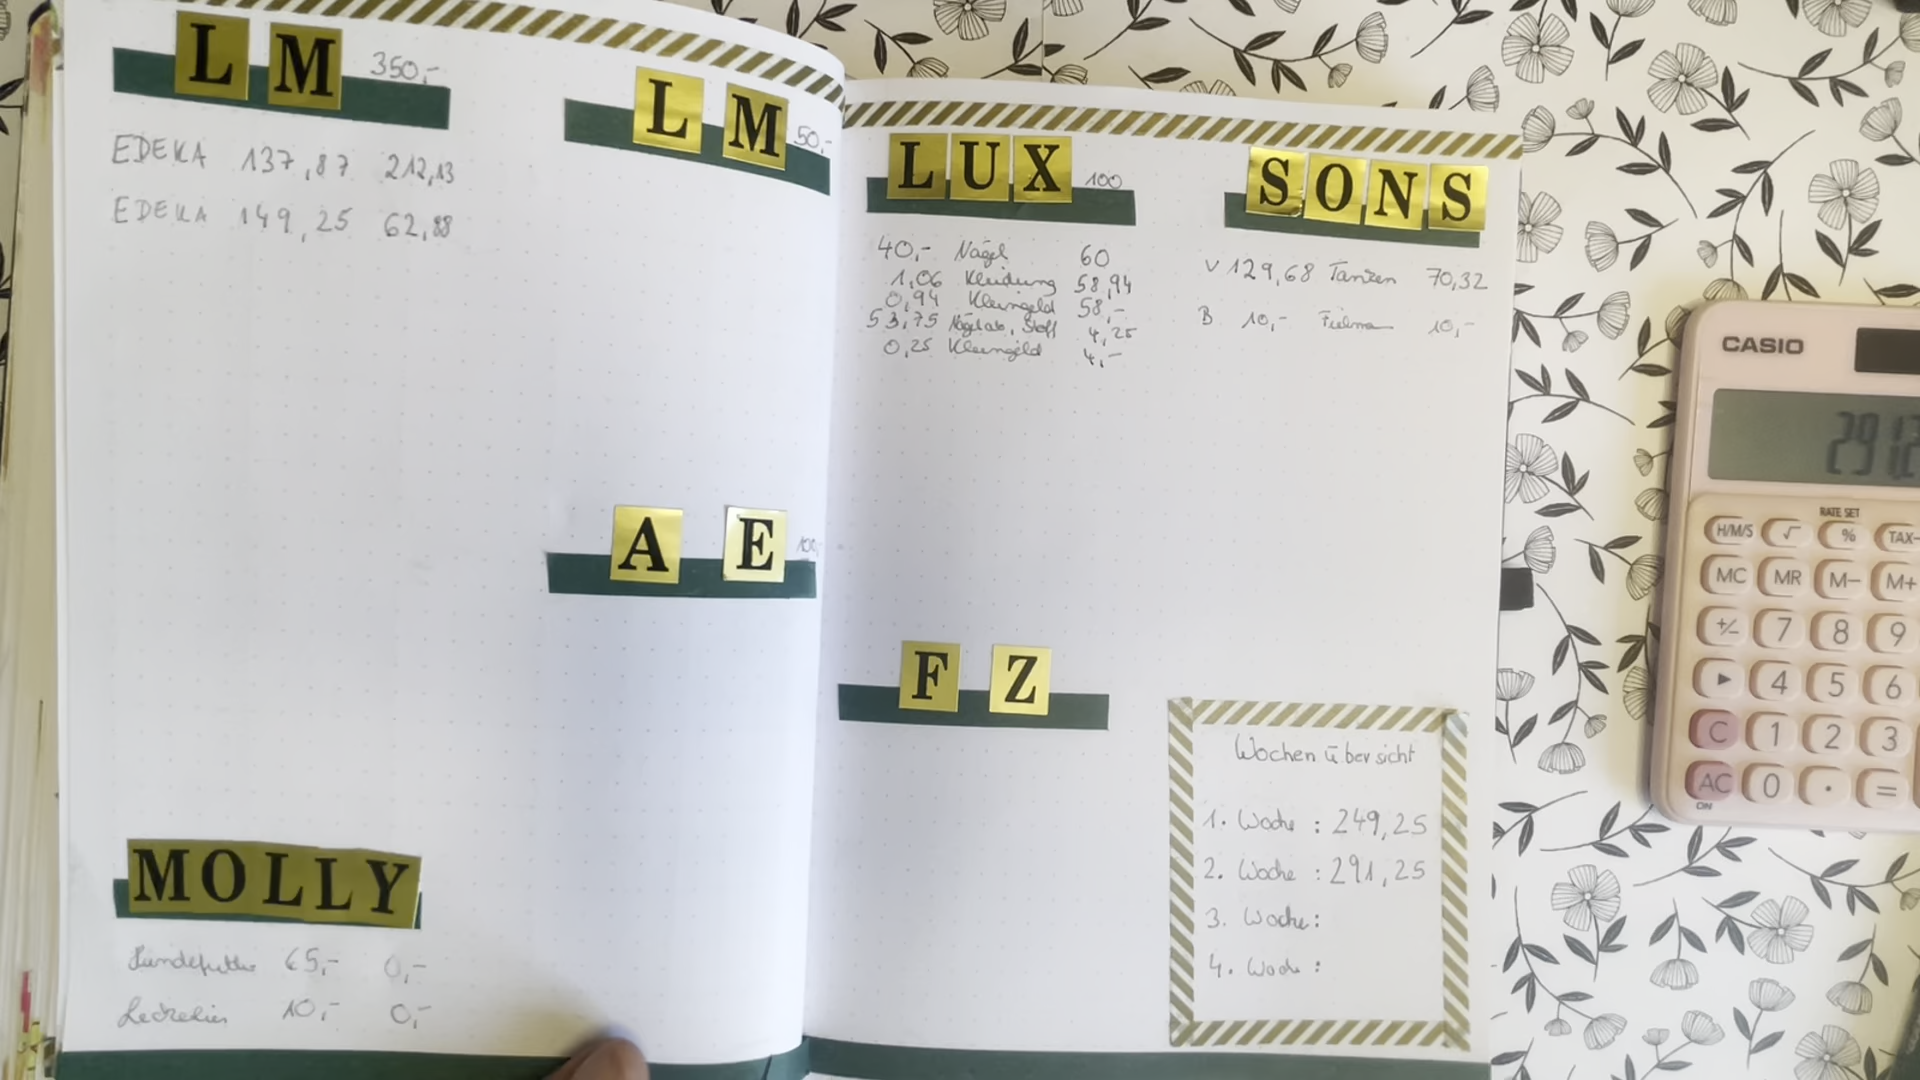 LM 350,-
EDEKA 137,87 212,13
EDEKA 149,25 62,88
LM 50,-
AE 100,-
MOLLY
Hundefutter 65,- 0,-
Leckerlies 10,- 0,-
LUX 100
40,- Nägel 60
1,06 Kleidung 58,94
0,94 Kleingeld 58,-
53,75 Stoff 4,25
0,25 Kleingeld 4,-
SONS
V 129,68 Tanken 70,32
B 10,- 10,-
FZ
Wochenübersicht
1. Woche : 249,25
2. Woche : 291,25
3. Woche :
4. Woche :
CASIO
291,2
RATE SET
H/M/S √ % TAX-
MC MR M- M+
+/- 7 8 9
▶ 4 5 6
C 1 2 3
AC 0 . =
ON